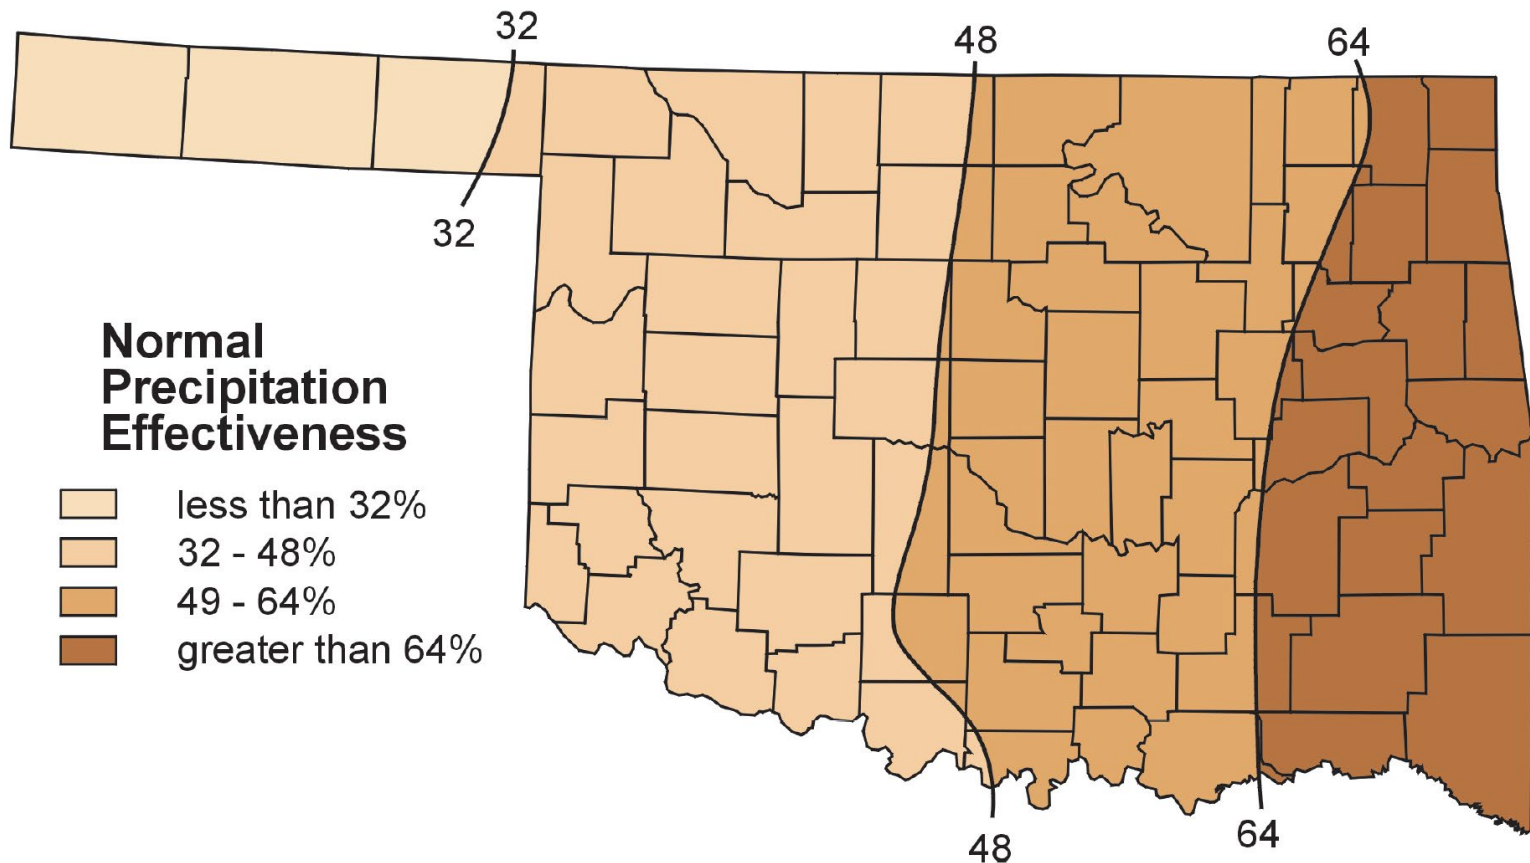 32
48
64
32
Normal
Precipitation
Effectiveness
less than 32%
32 - 48%
49 - 64%
greater than 64%
48
64